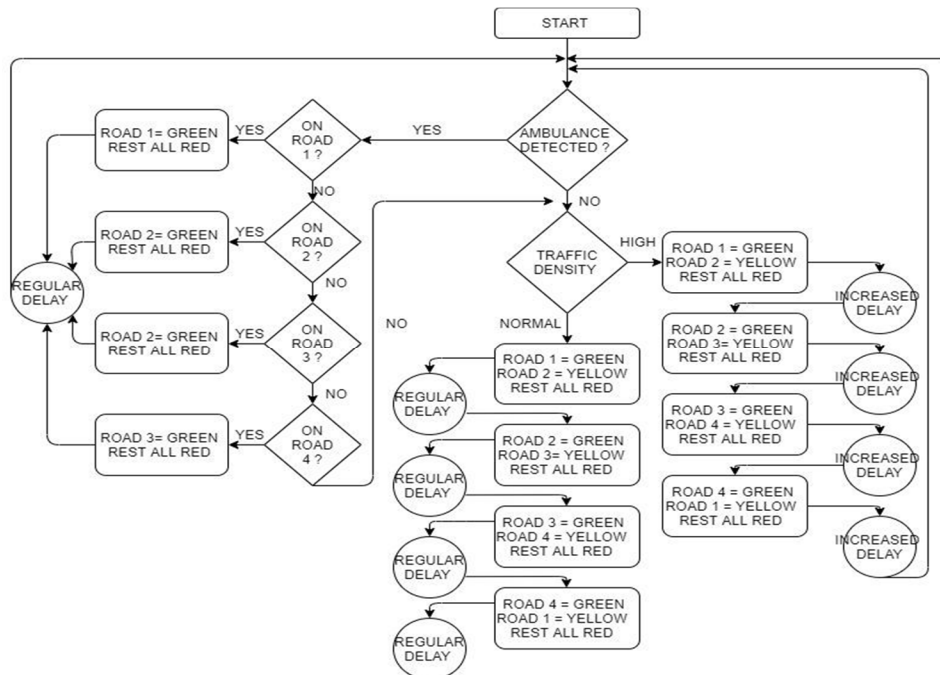 START
AMBULANCE
DETECTED ?
YES
NO
ON
ROAD
1 ?
YES
ROAD 1= GREEN
REST ALL RED
NO
ON
ROAD
2 ?
YES
ROAD 2= GREEN
REST ALL RED
NO
ON
ROAD
3 ?
YES
ROAD 2= GREEN
REST ALL RED
NO
ON
ROAD
4 ?
YES
ROAD 3= GREEN
REST ALL RED
NO
REGULAR
DELAY
TRAFFIC
DENSITY
HIGH
NORMAL
ROAD 1 = GREEN
ROAD 2 = YELLOW
REST ALL RED
REGULAR
DELAY
ROAD 2 = GREEN
ROAD 3= YELLOW
REST ALL RED
REGULAR
DELAY
ROAD 3 = GREEN
ROAD 4 = YELLOW
REST ALL RED
REGULAR
DELAY
ROAD 4 = GREEN
ROAD 1 = YELLOW
REST ALL RED
REGULAR
DELAY
ROAD 1 = GREEN
ROAD 2 = YELLOW
REST ALL RED
INCREASED
DELAY
ROAD 2 = GREEN
ROAD 3= YELLOW
REST ALL RED
INCREASED
DELAY
ROAD 3 = GREEN
ROAD 4 = YELLOW
REST ALL RED
INCREASED
DELAY
ROAD 4 = GREEN
ROAD 1 = YELLOW
REST ALL RED
INCREASED
DELAY